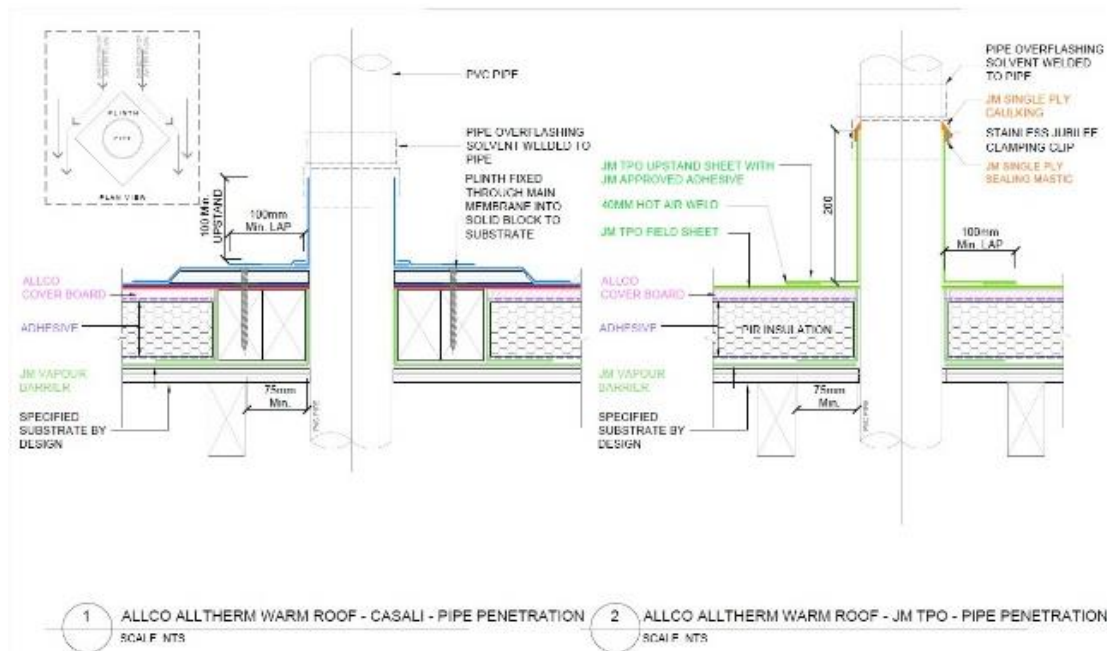 PLINTH
PIPE
PLAN VIEW
PVC PIPE
PIPE OVERFLASHING
SOLVENT WELDED TO
PIPE
PLINTH FIXED
THROUGH MAIN
MEMBRANE INTO
SOLID BLOCK TO
SUBSTRATE
100 Min.
UPSTAND
100mm
Min. LAP
ALLCO
COVER BOARD
ADHESIVE
JM VAPOUR
BARRIER
SPECIFIED
SUBSTRATE BY
DESIGN
75mm
Min.
PVC PIPE
PIPE OVERFLASHING
SOLVENT WELDED
TO PIPE
JM SINGLE PLY
CAULKING
STAINLESS JUBILEE
CLAMPING CLIP
JM SINGLE PLY
SEALING MASTIC
JM TPO UPSTAND SHEET WITH
JM APPROVED ADHESIVE
40MM HOT AIR WELD
JM TPO FIELD SHEET
200
100mm
Min. LAP
ALLCO
COVER BOARD
ADHESIVE
PIR INSULATION
JM VAPOUR
BARRIER
SPECIFIED
SUBSTRATE BY
DESIGN
75mm
Min.
PVC PIPE
1 ALLCO ALLTHERM WARM ROOF - CASALI - PIPE PENETRATION
SCALE NTS
2 ALLCO ALLTHERM WARM ROOF - JM TPO - PIPE PENETRATION
SCALE NTS